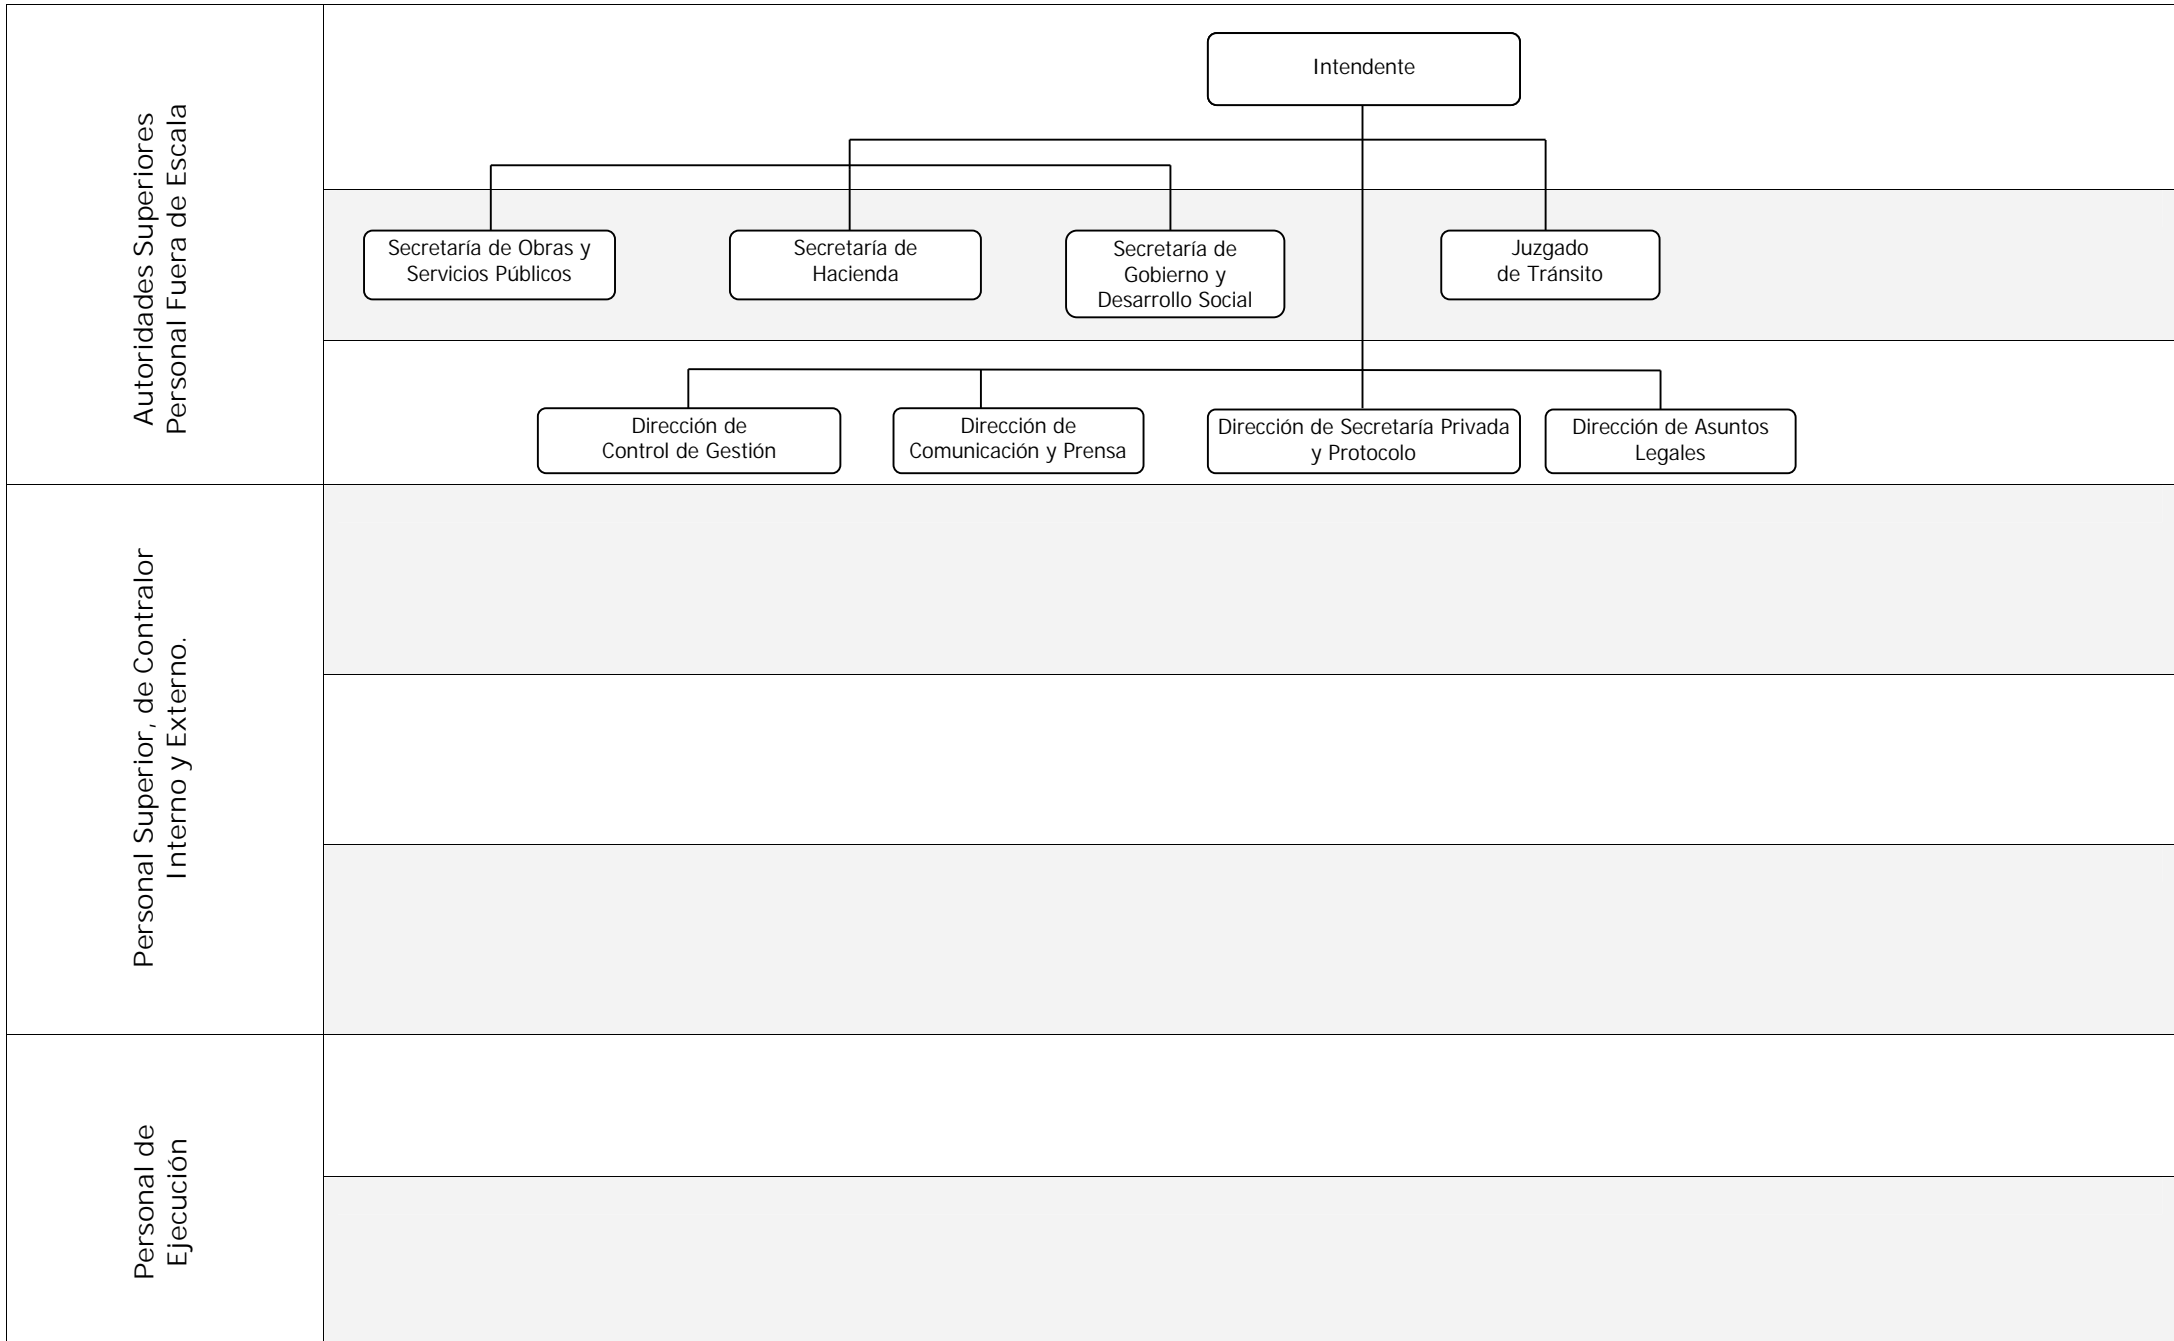 Autoridades Superiores
Personal Fuera de Escala
Intendente
Secretaría de Obras y
Servicios Públicos
Secretaría de
Hacienda
Secretaría de
Gobierno y
Desarrollo Social
Juzgado
de Tránsito
Dirección de
Control de Gestión
Dirección de
Comunicación y Prensa
Dirección de Secretaría Privada
y Protocolo
Dirección de Asuntos
Legales
Personal Superior, de Contralor
Interno y Externo.
Personal de
Ejecución